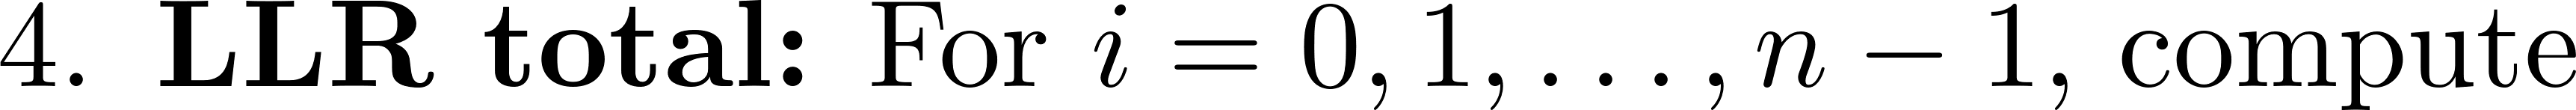 4. LLR total: For i = 0, 1, . . . , n − 1, compute